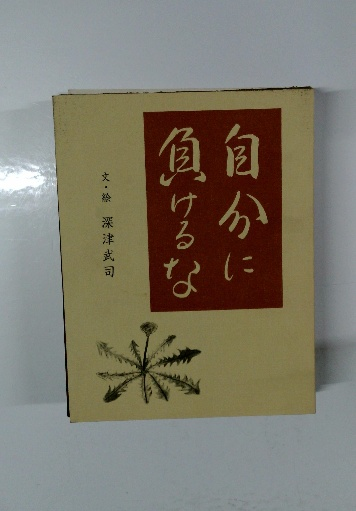 自分に
負けるな
文・絵 深津武司